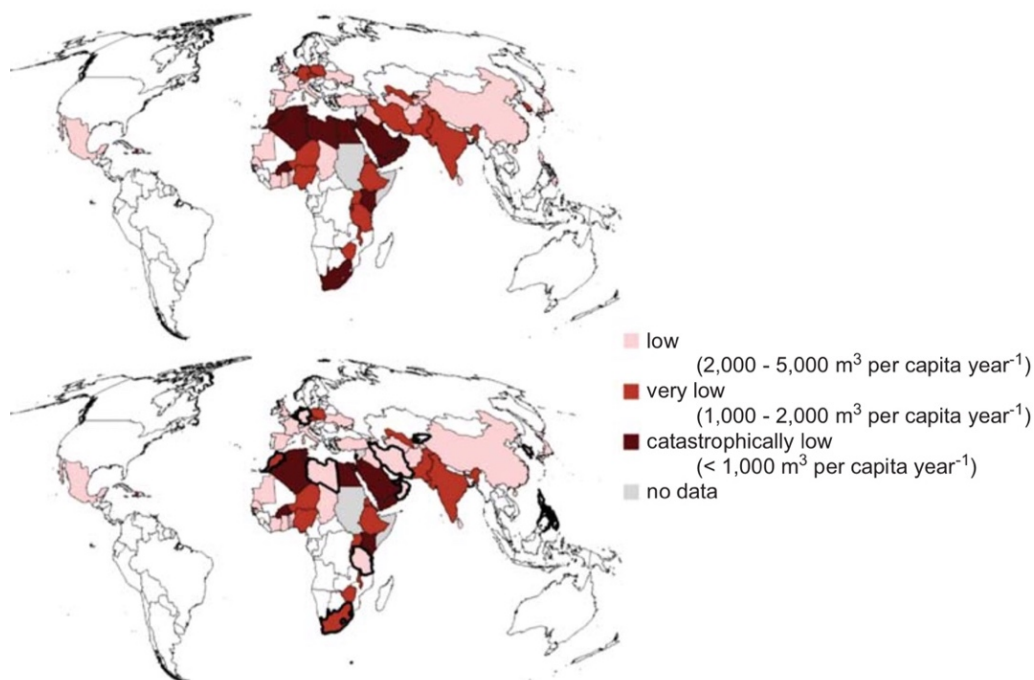 low
(2,000 - 5,000 m³ per capita year⁻¹)
very low
(1,000 - 2,000 m³ per capita year⁻¹)
catastrophically low
(< 1,000 m³ per capita year⁻¹)
no data